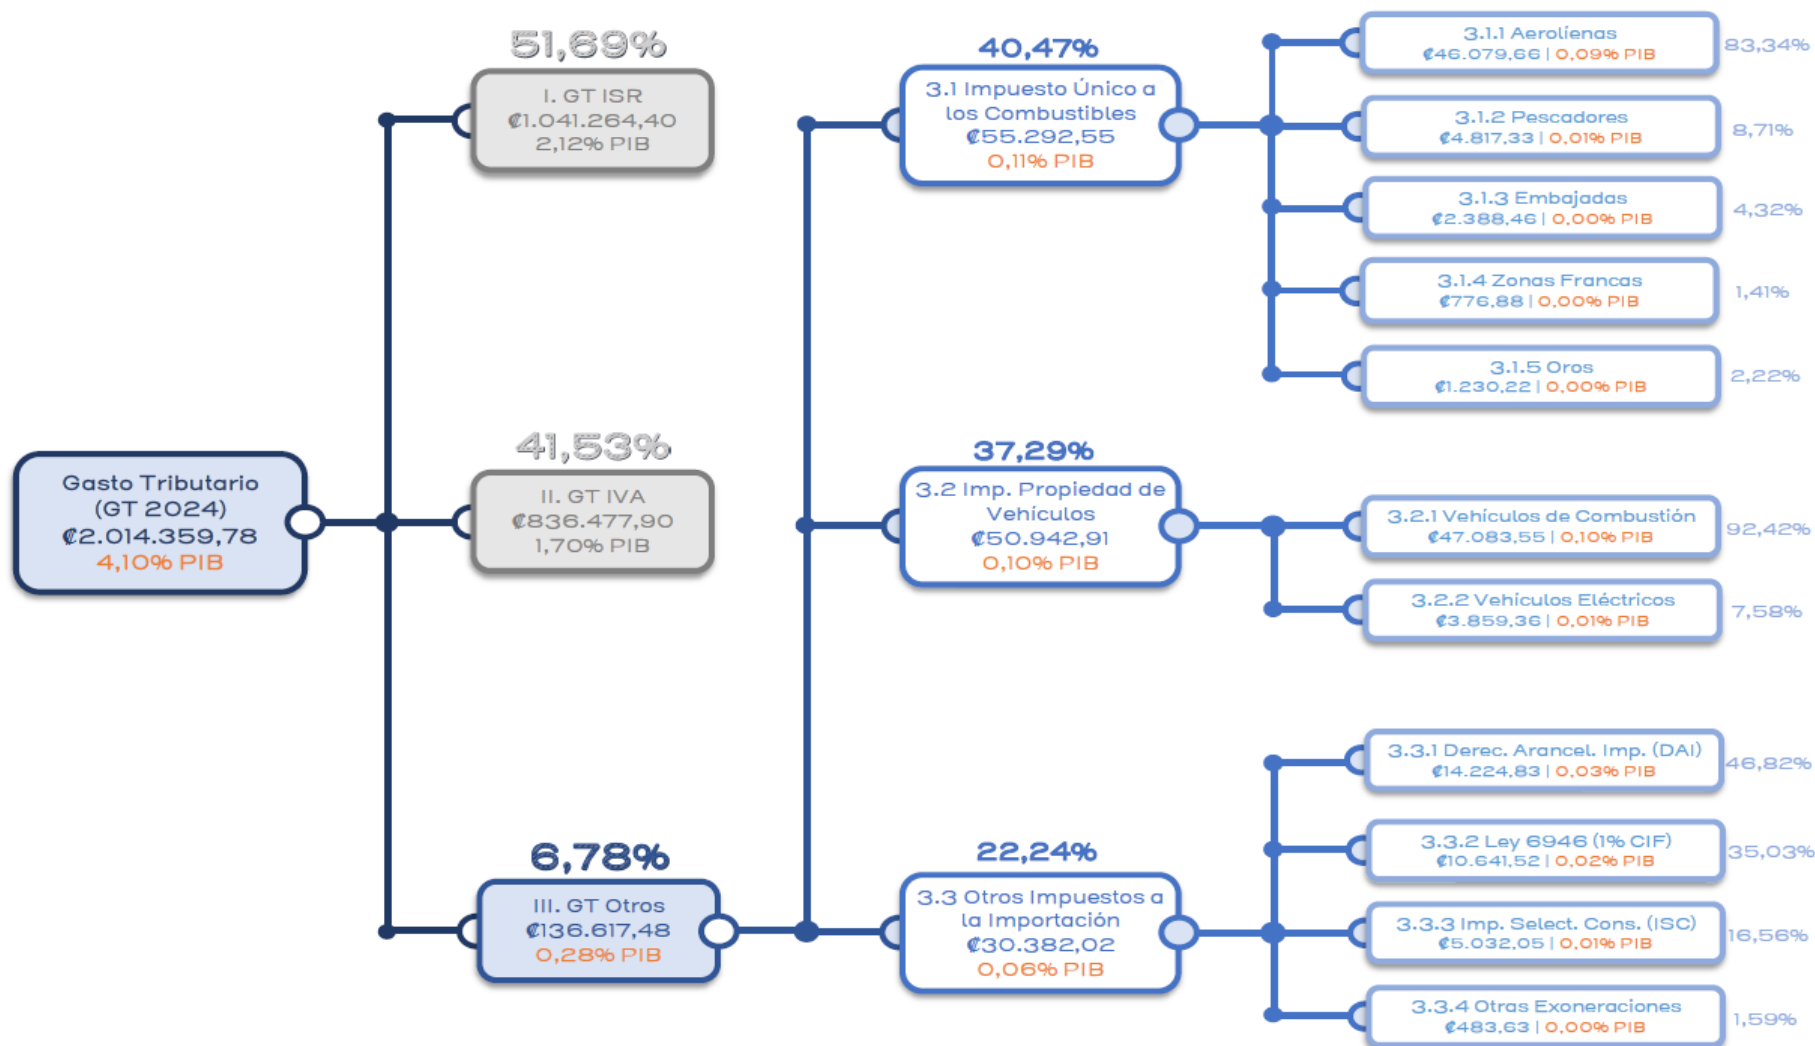 Gasto Tributario
(GT 2024)
₡2.014.359,78
4,10% PIB
51,69%
I. GT ISR
₡1.041.264,40
2,12% PIB
41,53%
II. GT IVA
₡836.477,90
1,70% PIB
6,78%
III. GT Otros
₡136.617,48
0,28% PIB
40,47%
3.1 Impuesto Único a
los Combustibles
₡55.292,55
0,11% PIB
3.1.1 Aerolíenas
₡46.079,66 | 0,09% PIB
83,34%
3.1.2 Pescadores
₡4.817,33 | 0,01% PIB
8,71%
3.1.3 Embajadas
₡2.388,46 | 0,00% PIB
4,32%
3.1.4 Zonas Francas
₡776,88 | 0,00% PIB
1,41%
3.1.5 Oros
₡1.230,22 | 0,00% PIB
2,22%
37,29%
3.2 Imp. Propiedad de
Vehículos
₡50.942,91
0,10% PIB
3.2.1 Vehículos de Combustión
₡47.083,55 | 0,10% PIB
92,42%
3.2.2 Vehículos Eléctricos
₡3.859,36 | 0,01% PIB
7,58%
22,24%
3.3 Otros Impuestos a
la Importación
₡30.382,02
0,06% PIB
3.3.1 Derec. Arancel. Imp. (DAI)
₡14.224,83 | 0,03% PIB
46,82%
3.3.2 Ley 6946 (1% CIF)
₡10.641,52 | 0,02% PIB
35,03%
3.3.3 Imp. Select. Cons. (ISC)
₡5.032,05 | 0,01% PIB
16,56%
3.3.4 Otras Exoneraciones
₡483,63 | 0,00% PIB
1,59%